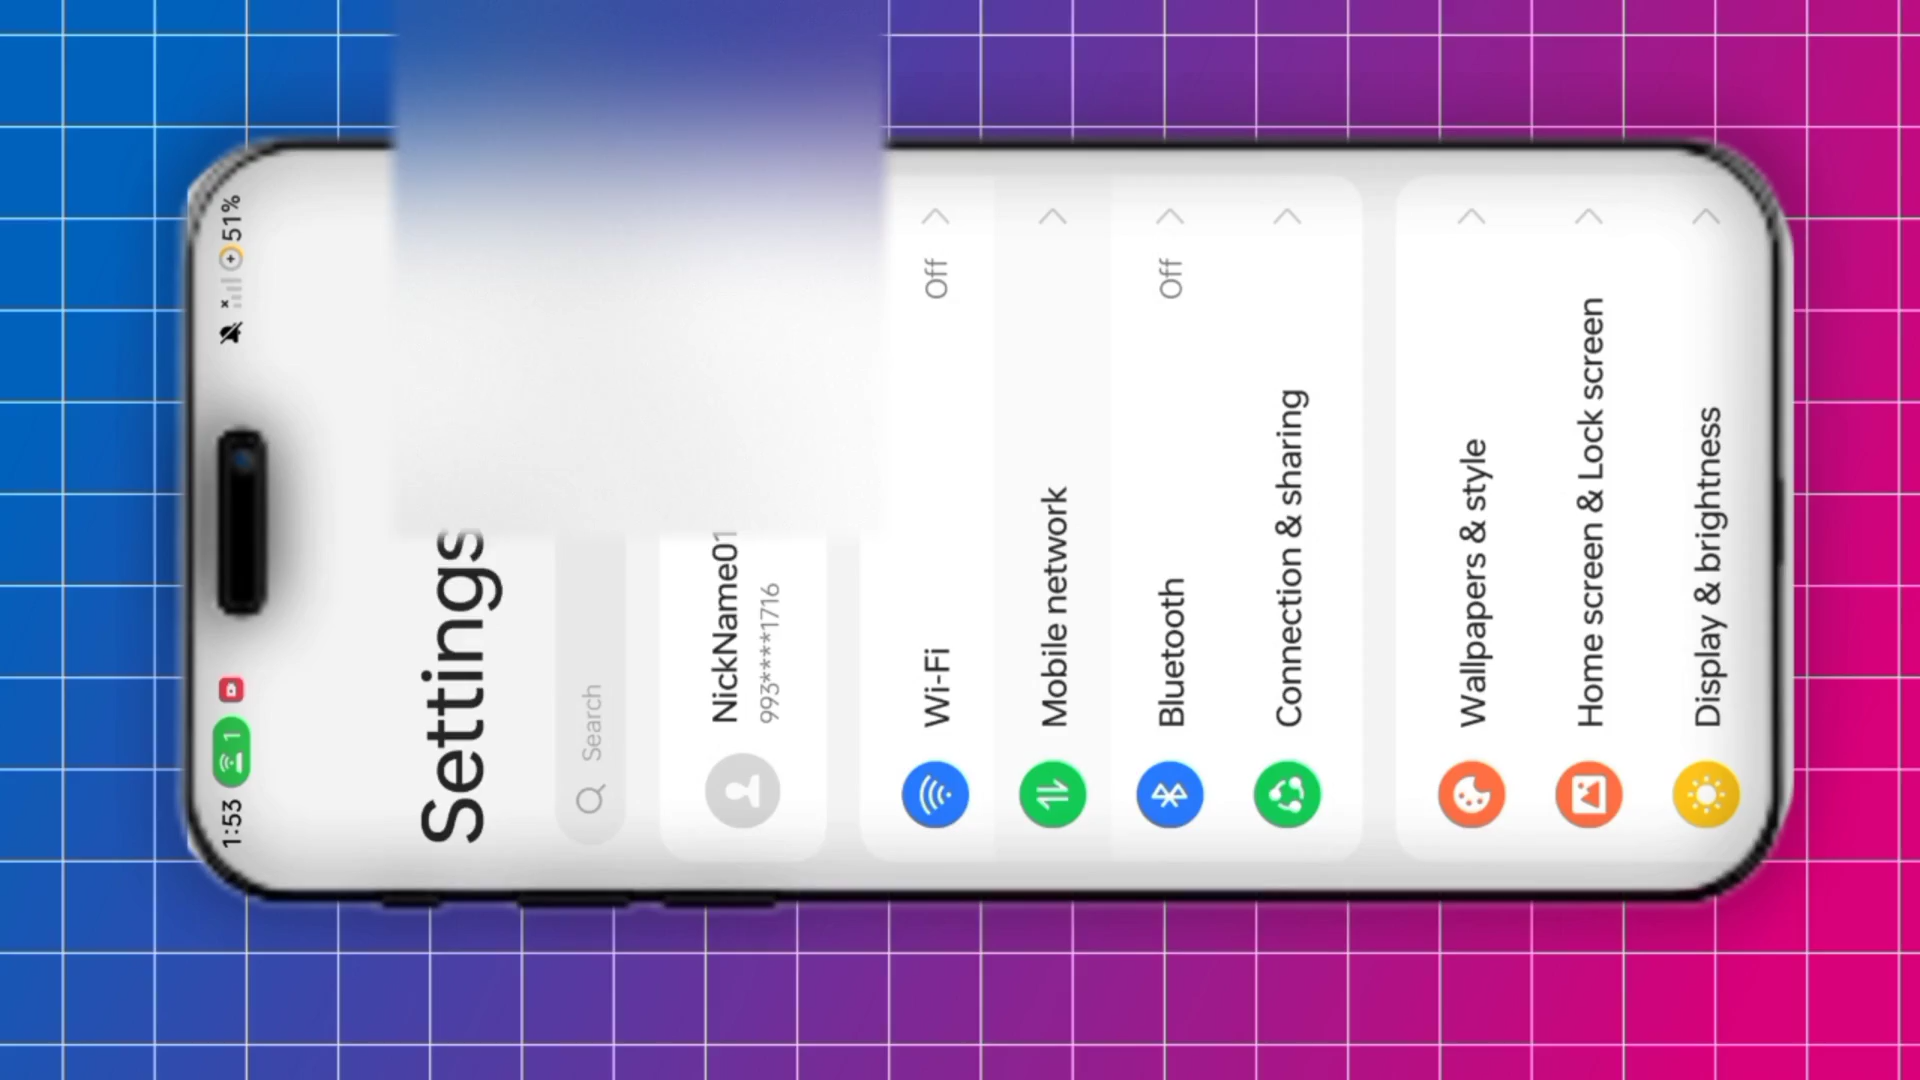 1:53
1
51%
Settings
Search
NickName01
993*****1716
Wi-Fi
Off
Mobile network
Bluetooth
Off
Connection & sharing
Wallpapers & style
Home screen & Lock screen
Display & brightness